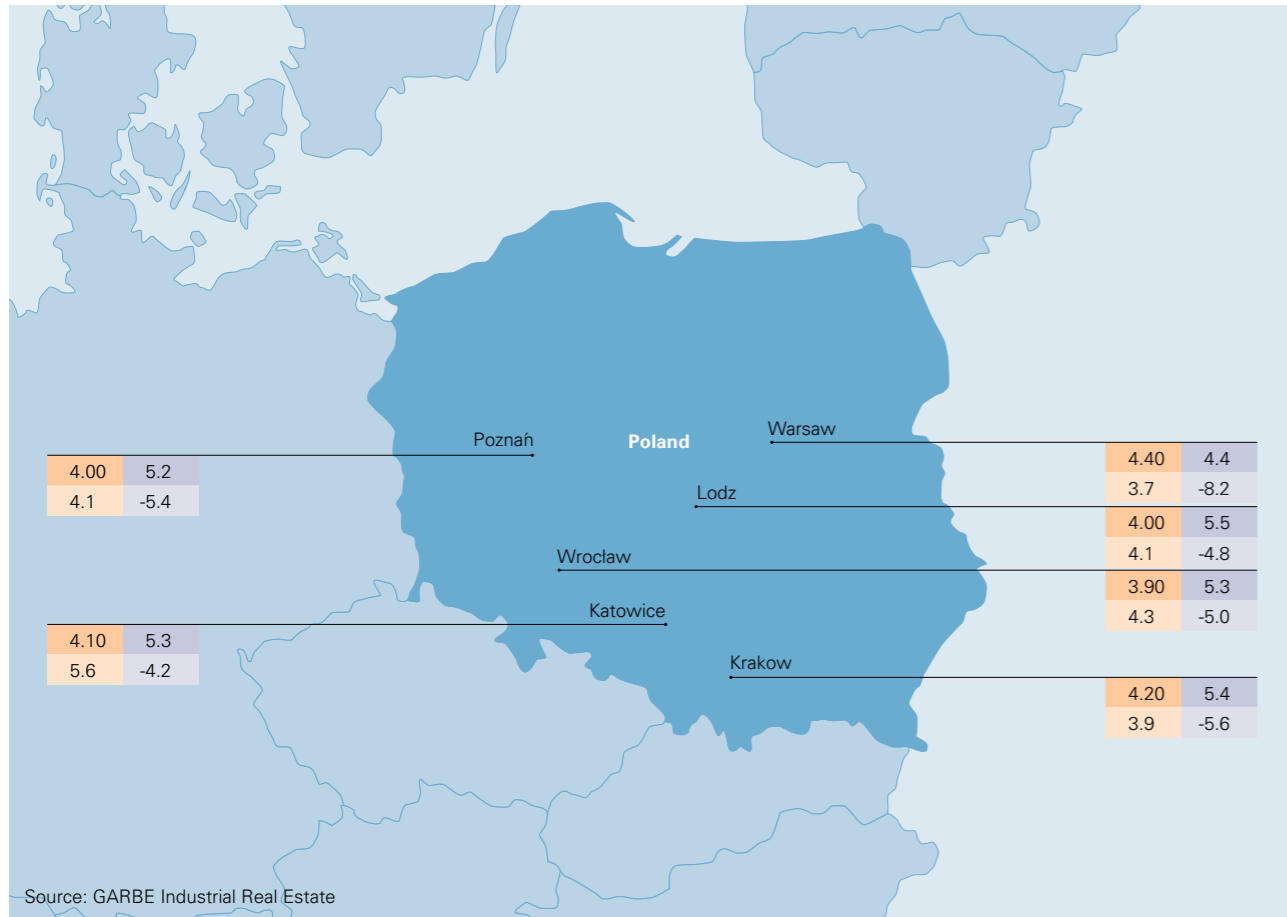 Poznań
4.00 5.2
4.1 -5.4
Poland
Warsaw
4.40 4.4
3.7 -8.2
Lodz
4.00 5.5
4.1 -4.8
Wrocław
3.90 5.3
4.3 -5.0
Katowice
4.10 5.3
5.6 -4.2
Krakow
4.20 5.4
3.9 -5.6
Source: GARBE Industrial Real Estate